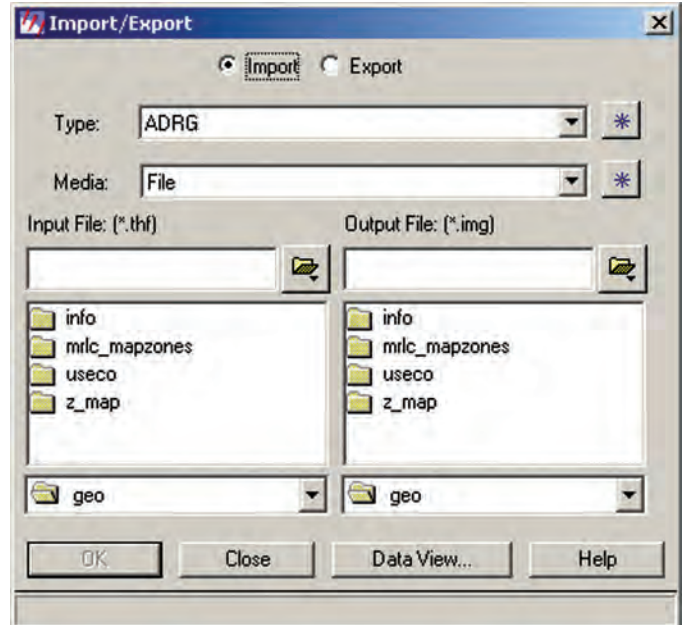 Import/Export
Import Export
Type: ADRG
Media: File
Input File: (*.thf) Output File: (*.img)
info info
mrlc_mapzones mrlc_mapzones
useco useco
z_map z_map
geo geo
OK Close Data View... Help